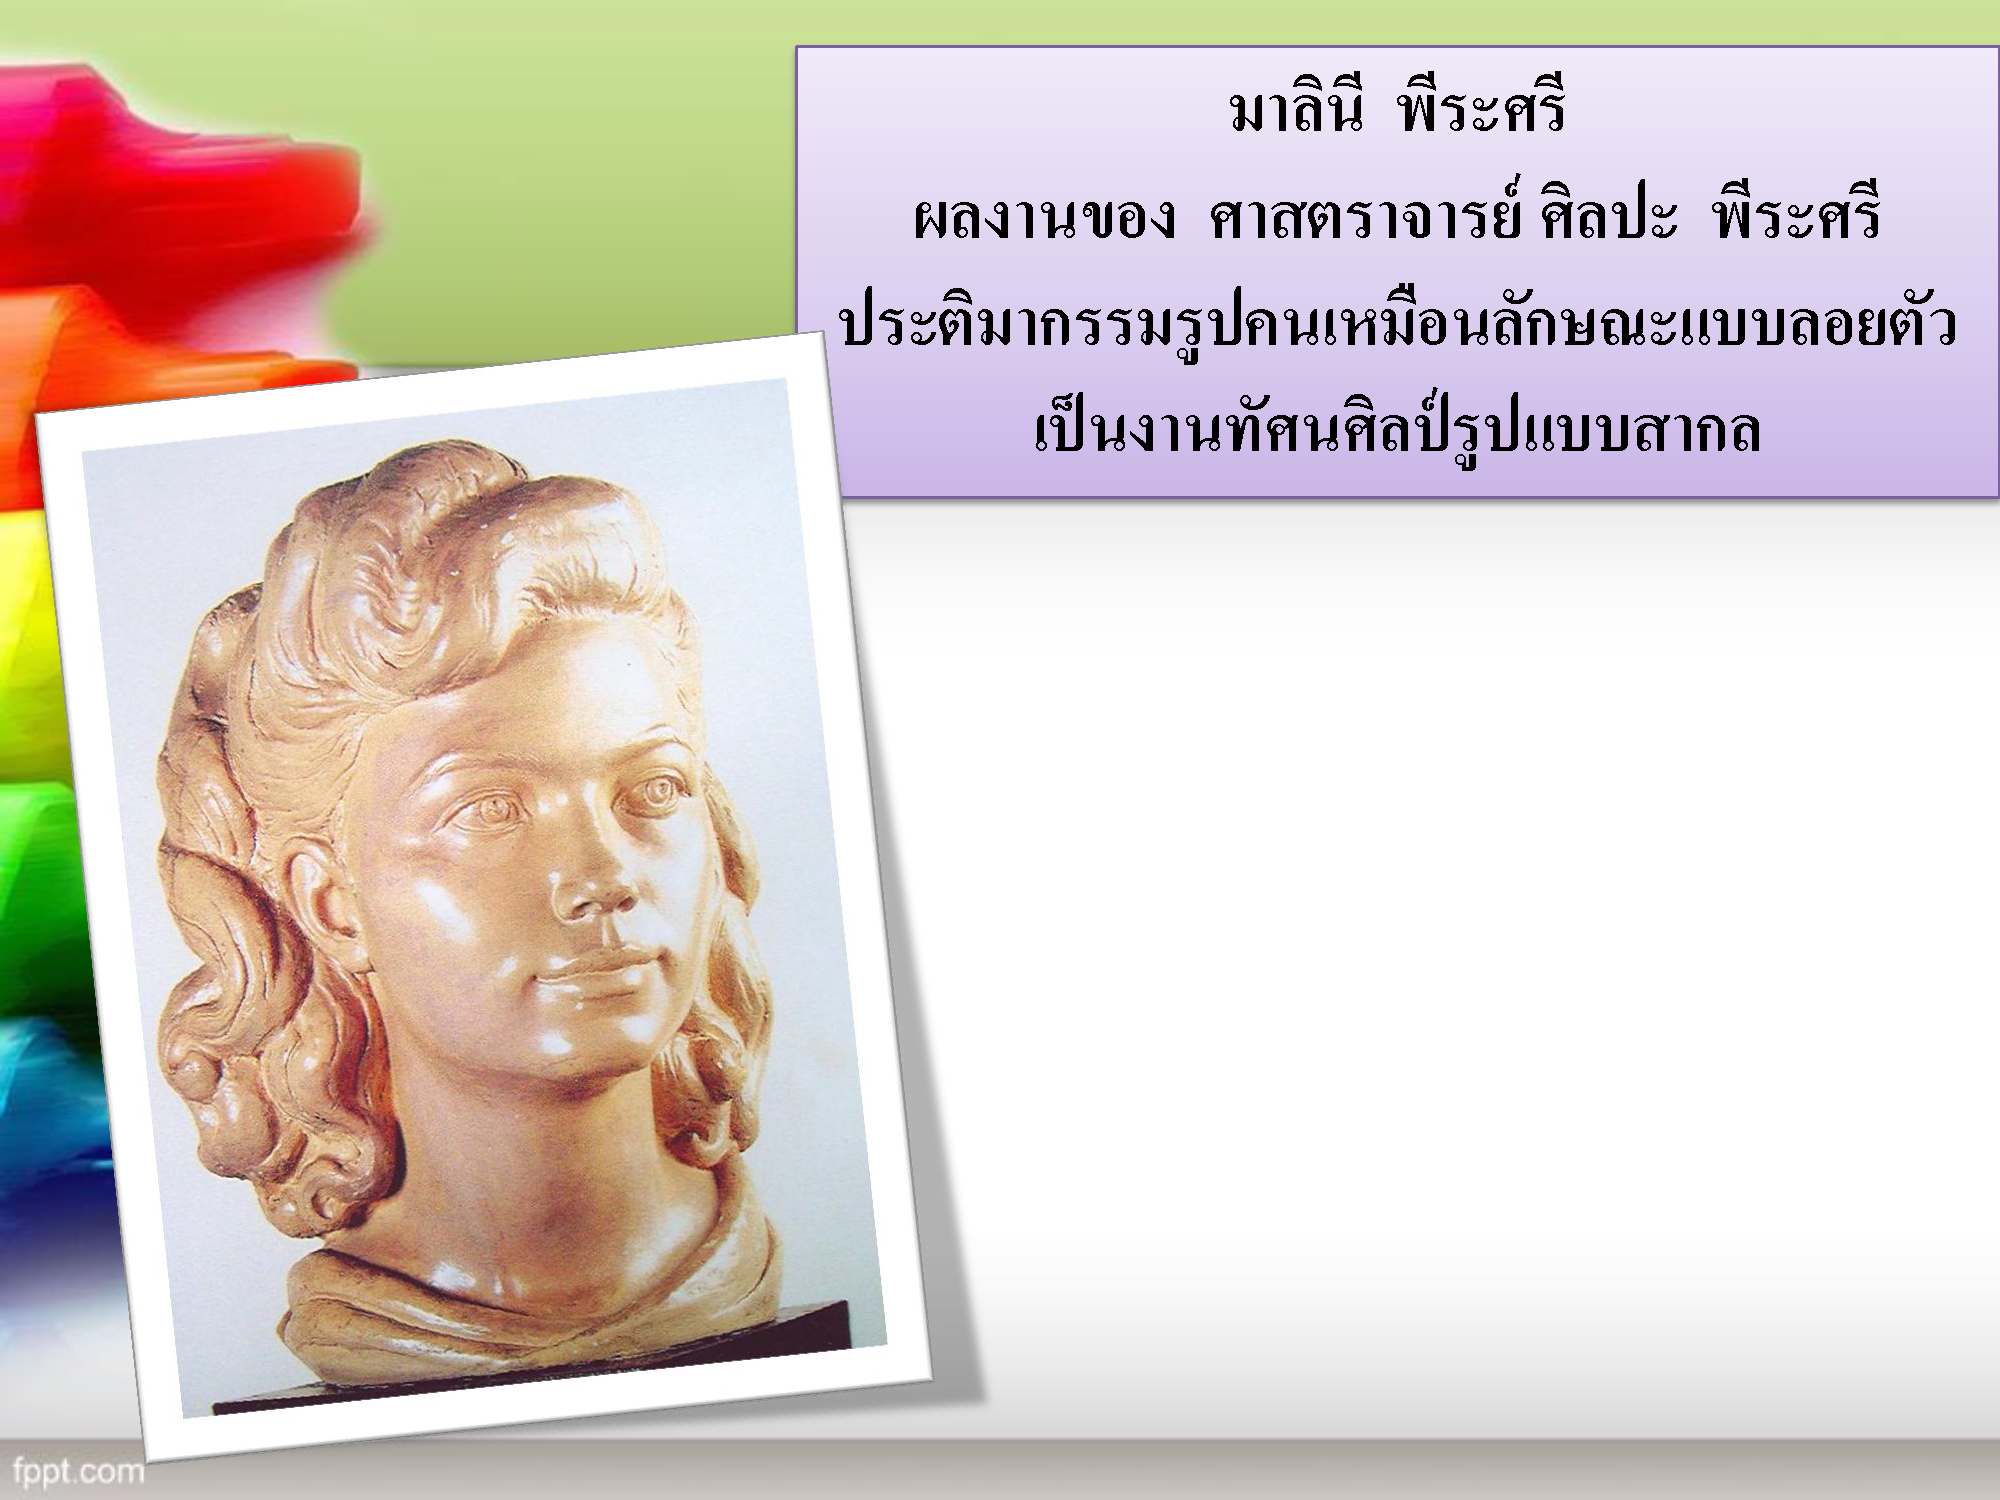 มาลินี พีระศรี
ผลงานของ ศาสตราจารย์ ศิลปะ พีระศรี
ประติมากรรมรูปคนเหมือนลักษณะแบบลอยตัว
เป็นงานทัศนศิลป์รูปแบบสากล
fppt.com